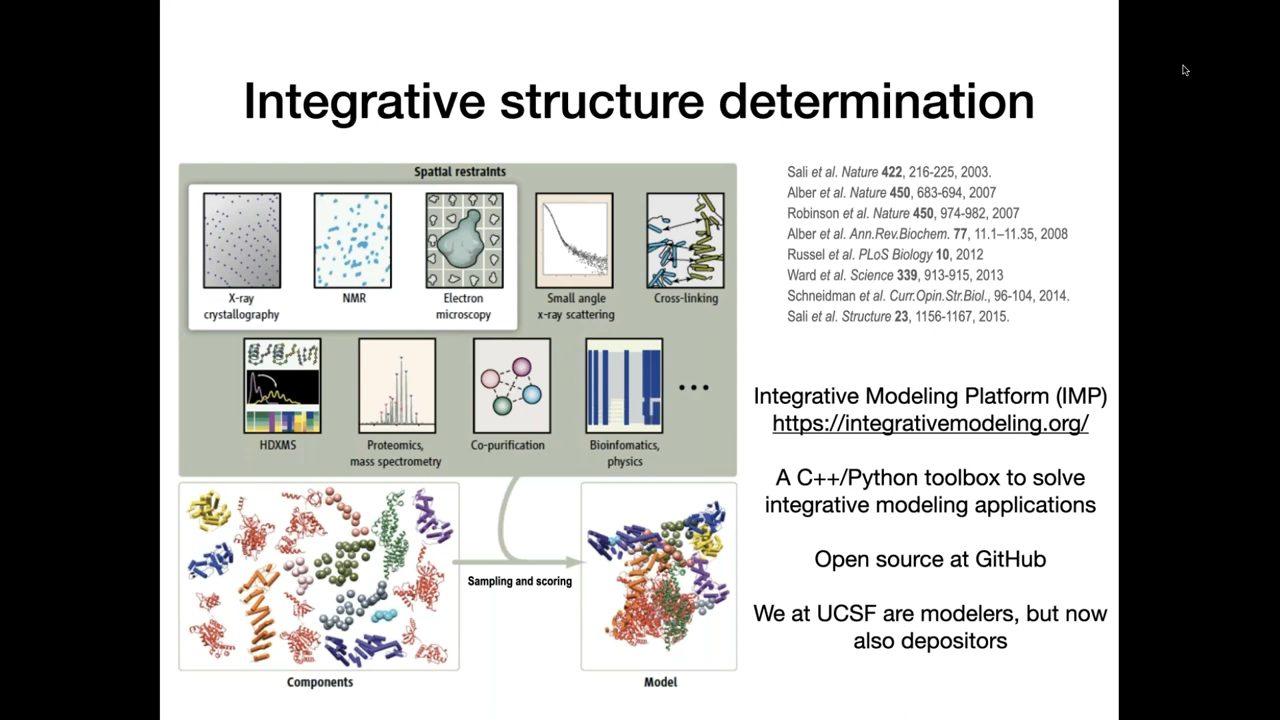 Integrative structure determination
Spatial restraints
X-ray
crystallography
NMR
Electron
microscopy
Small angle
x-ray scattering
Cross-linking
HDXMS
Proteomics,
mass spectrometry
Co-purification
Bioinfomatics,
physics
Sampling and scoring
Components
Model
Sali et al. Nature 422, 216-225, 2003.
Alber et al. Nature 450, 683-694, 2007
Robinson et al. Nature 450, 974-982, 2007
Alber et al. Ann.Rev.Biochem. 77, 11.1–11.35, 2008
Russel et al. PLoS Biology 10, 2012
Ward et al. Science 339, 913-915, 2013
Schneidman et al. Curr.Opin.Str.Biol., 96-104, 2014.
Sali et al. Structure 23, 1156-1167, 2015.
Integrative Modeling Platform (IMP)
https://integrativemodeling.org/
A C++/Python toolbox to solve
integrative modeling applications
Open source at GitHub
We at UCSF are modelers, but now
also depositors